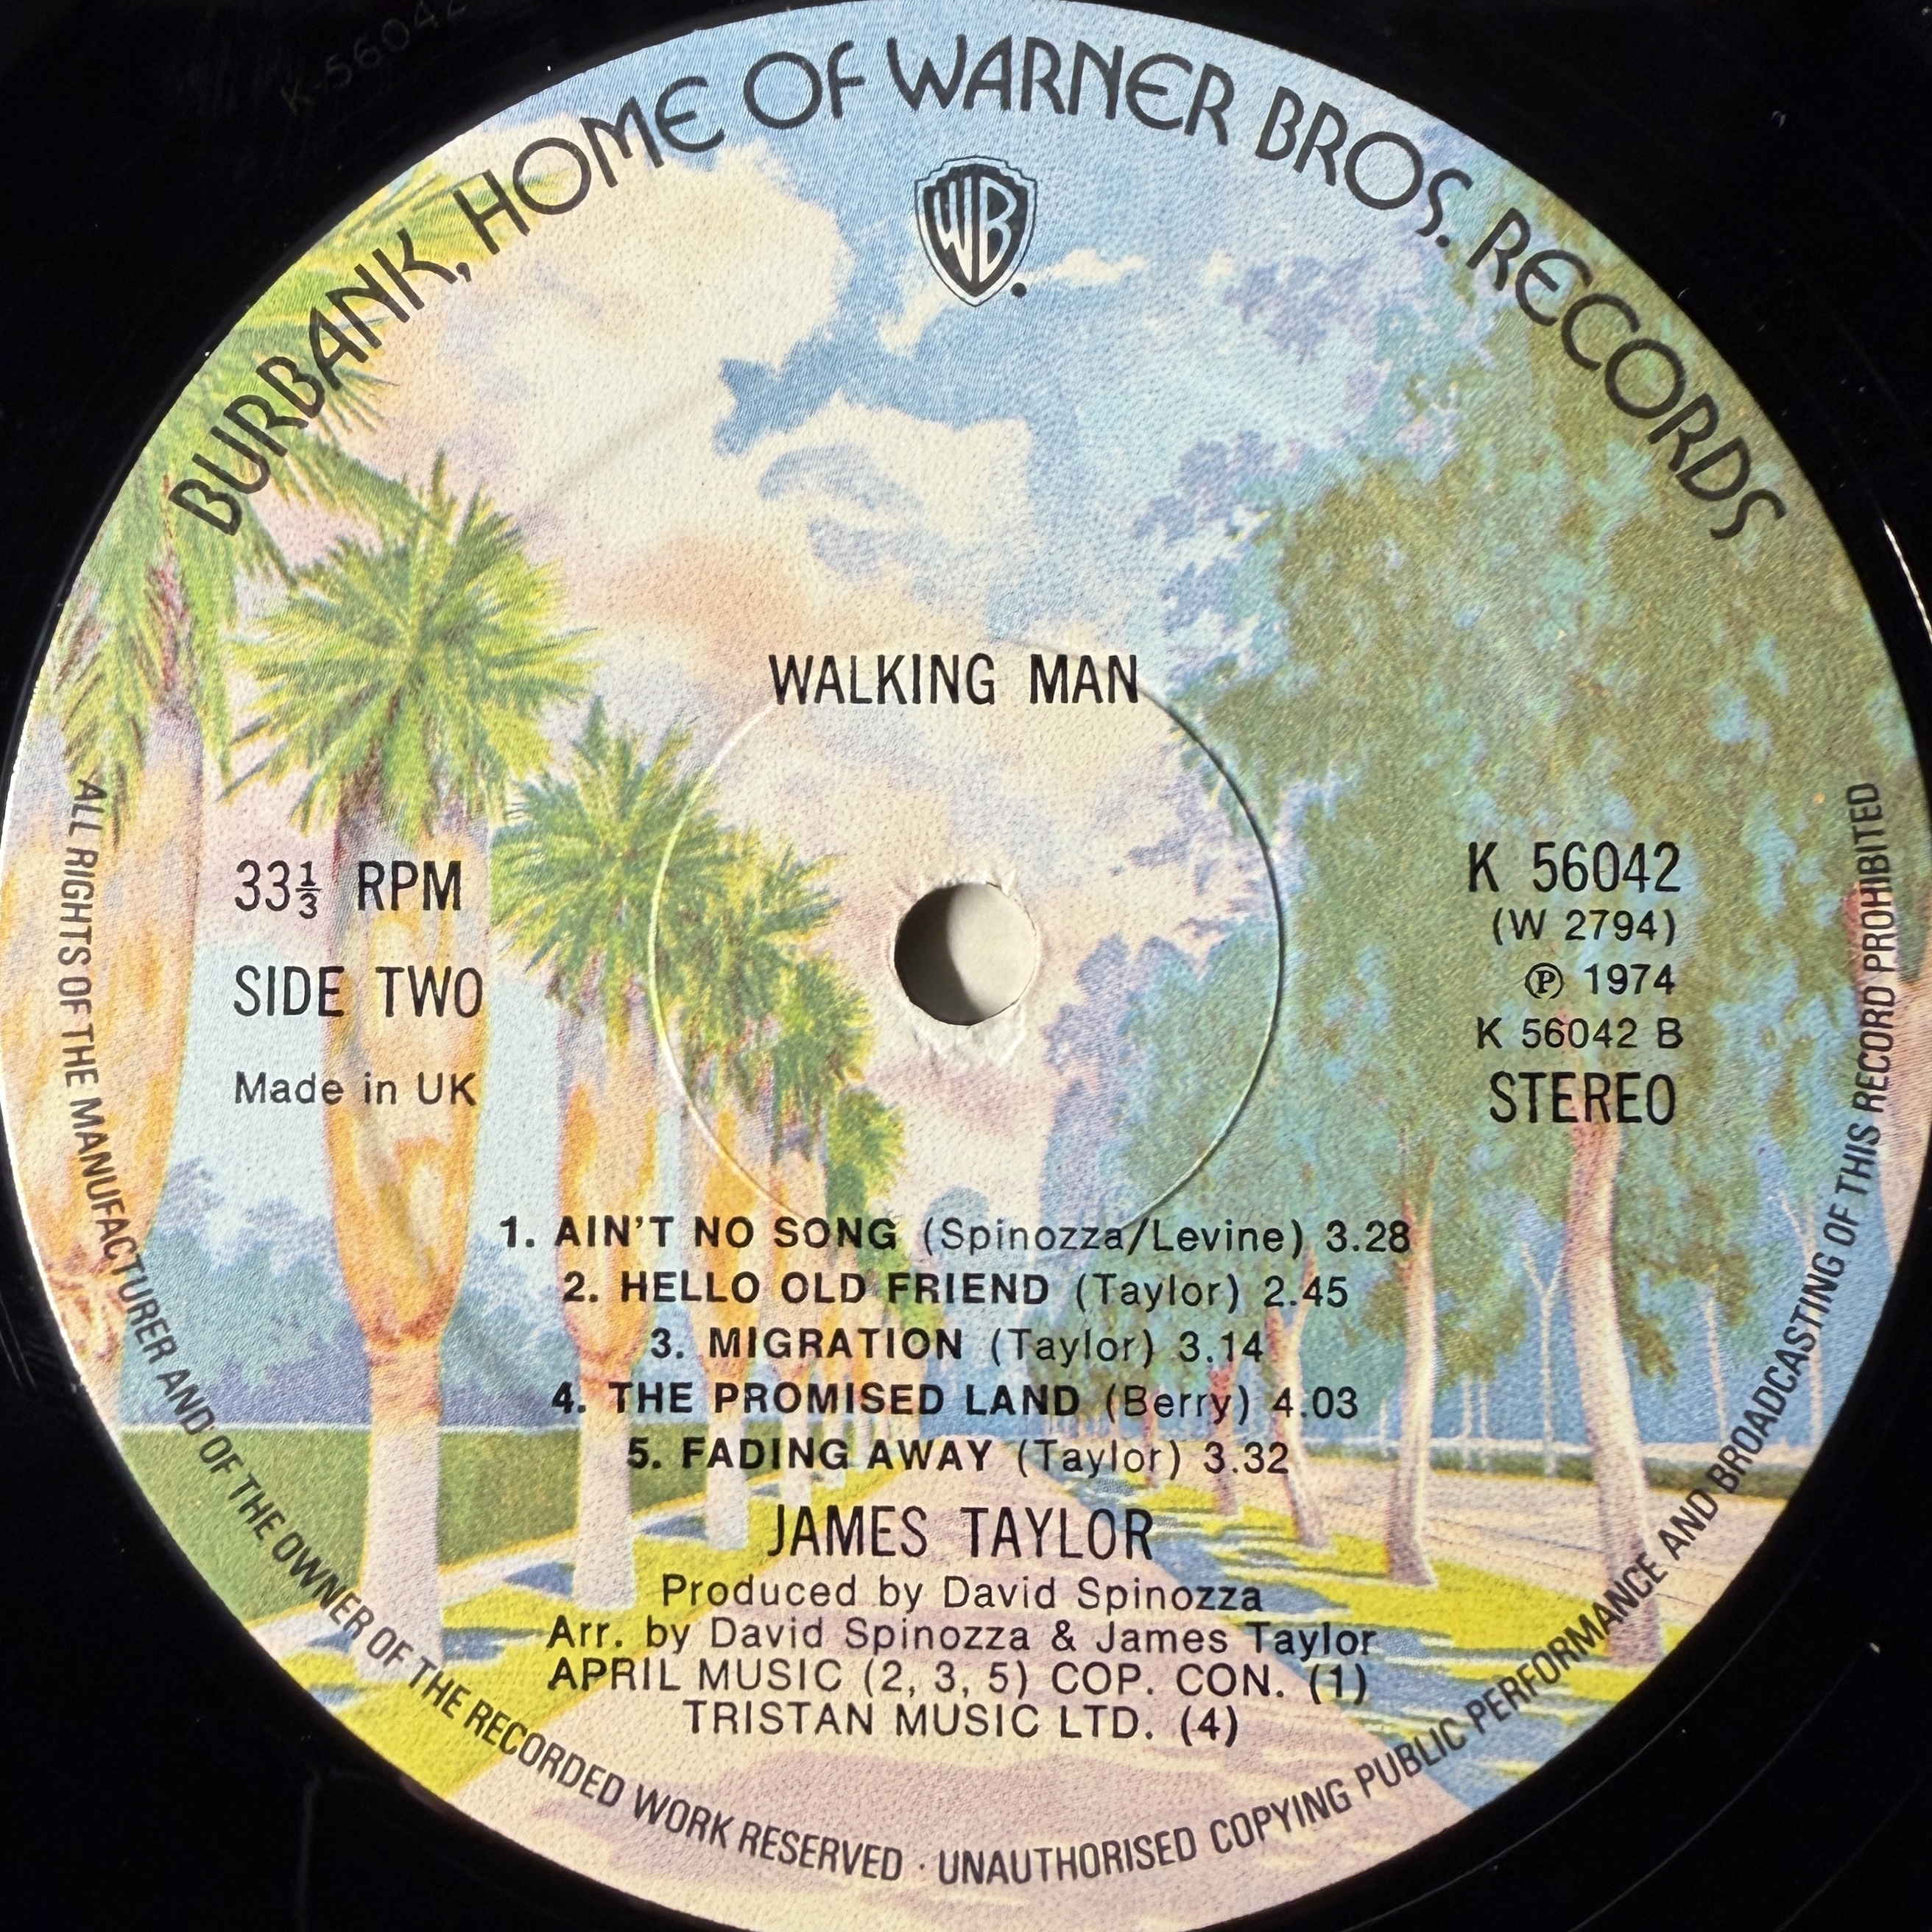 K-56042
BURBANK, HOME OF WARNER BROS. RECORDS
WB
WALKING MAN
33⅓ RPM
SIDE TWO
Made in UK
K 56042
(W 2794)
℗ 1974
K 56042 B
STEREO
1. AIN'T NO SONG (Spinozza/Levine) 3.28
2. HELLO OLD FRIEND (Taylor) 2.45
3. MIGRATION (Taylor) 3.14
4. THE PROMISED LAND (Berry) 4.03
5. FADING AWAY (Taylor) 3.32
JAMES TAYLOR
Produced by David Spinozza
Arr. by David Spinozza & James Taylor
APRIL MUSIC (2, 3, 5) COP. CON. (1)
TRISTAN MUSIC LTD. (4)
ALL RIGHTS OF THE MANUFACTURER AND OF THE OWNER OF THE RECORDED WORK RESERVED · UNAUTHORISED COPYING PUBLIC PERFORMANCE AND BROADCASTING OF THIS RECORD PROHIBITED